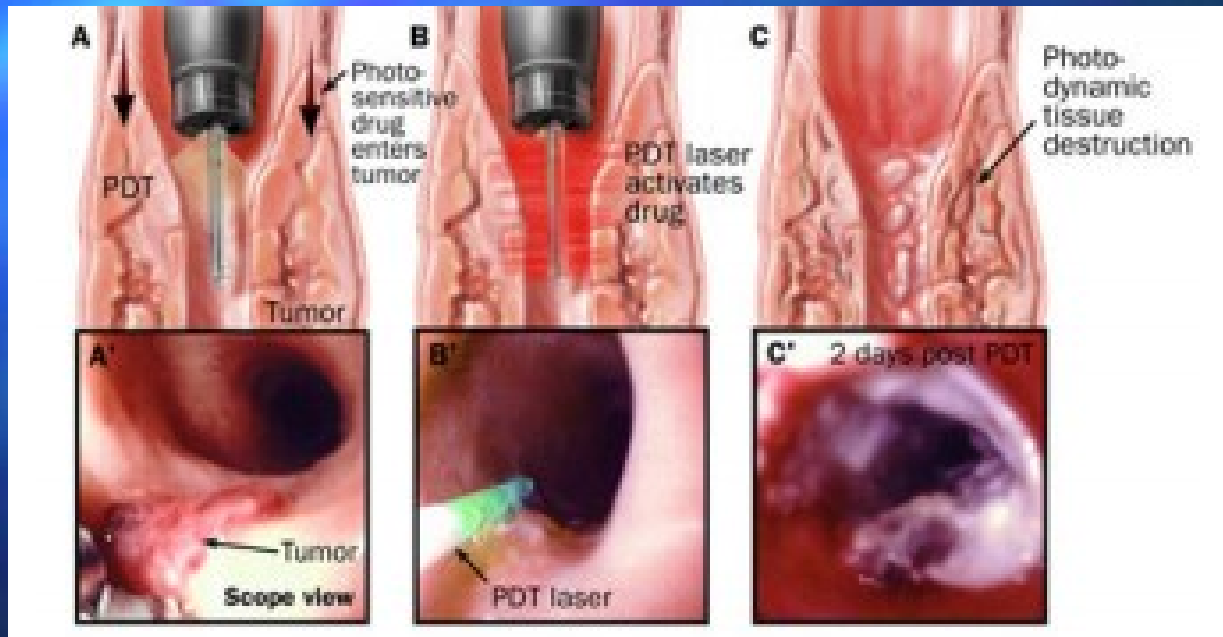 A
PDT
Photo-
sensitive
drug
enters
tumor
Tumor
B
PDT laser
activates
drug
C
Photo-
dynamic
tissue
destruction
A'
Tumor
Scope view
B'
PDT laser
C' 2 days post PDT